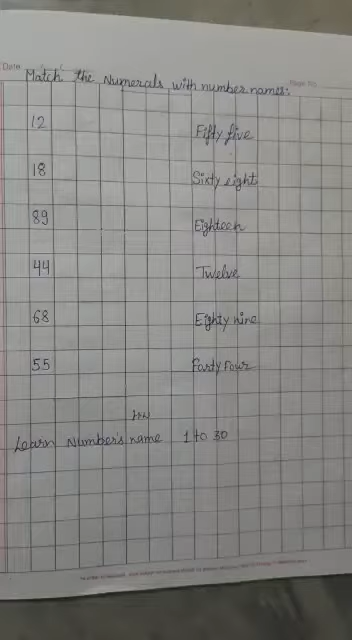 Date
Page No.
Match the Numerals with number names:
12 Fifty five
18 Sixty eight
89 Eighteen
44 Twelve
68 Eighty nine
55 Forty Four
HW
Learn Number's name 1 to 30